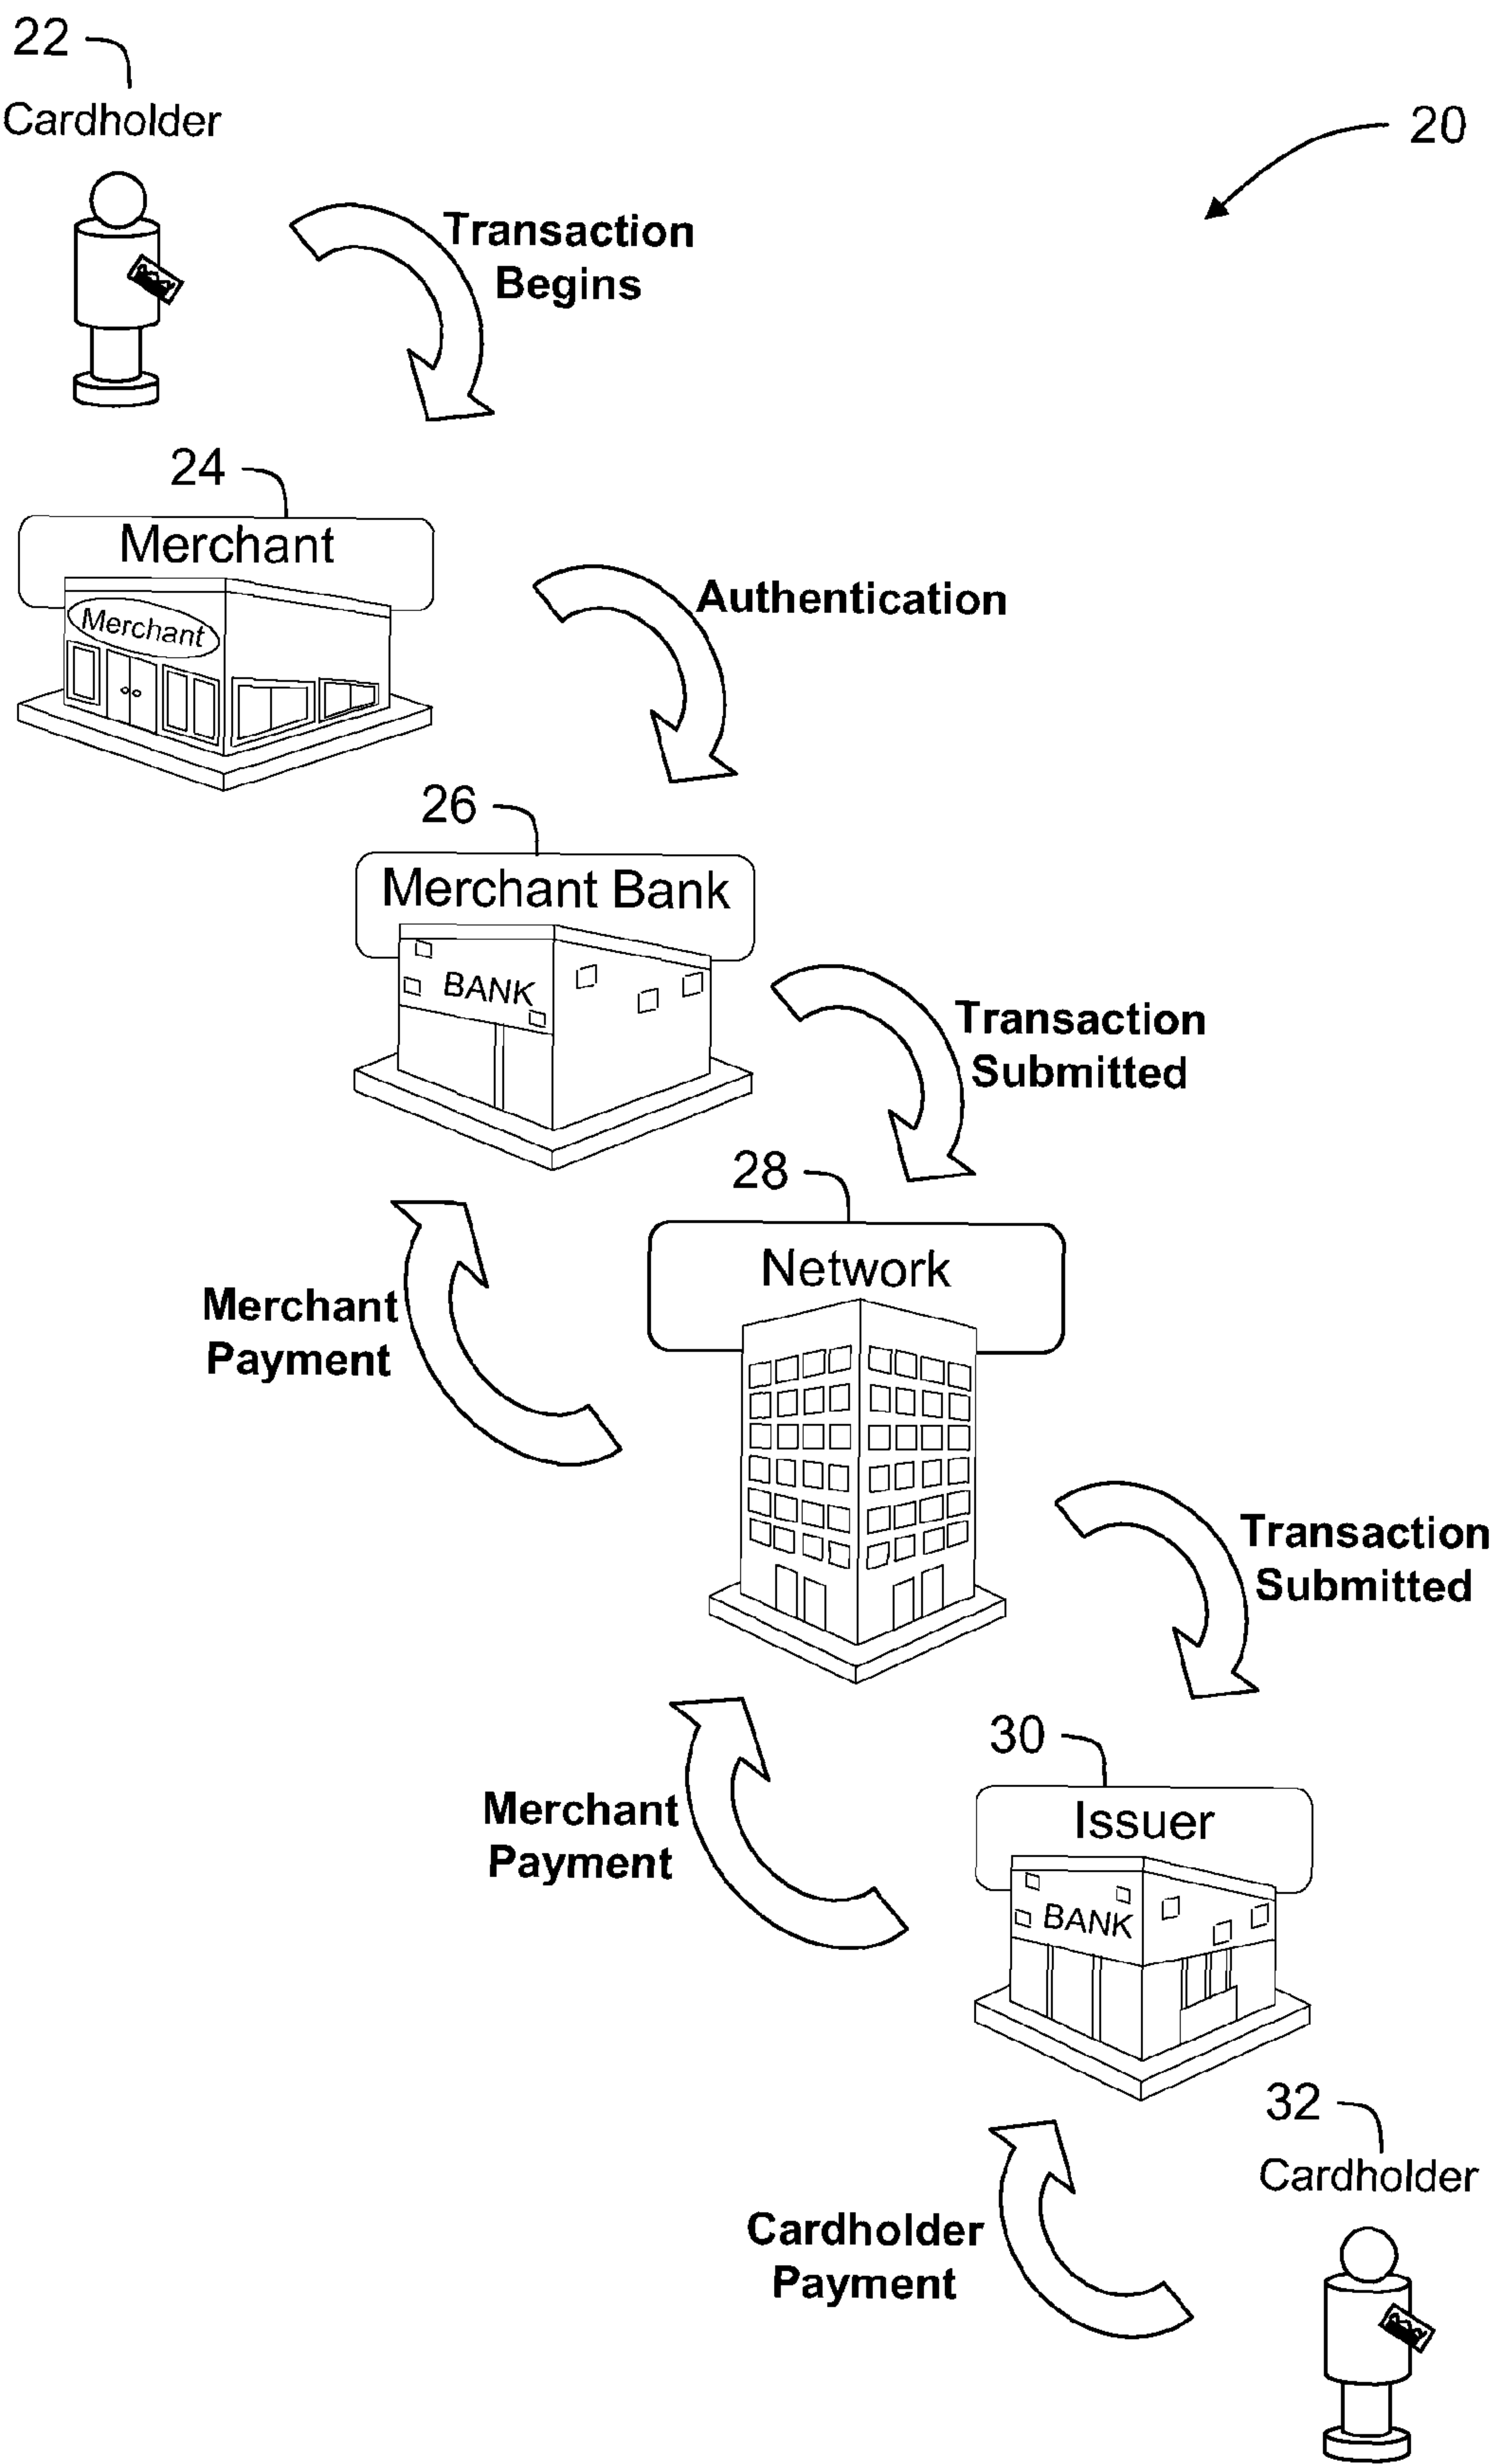 22
Cardholder
20
Transaction
Begins
24
Merchant
Merchant
Authentication
26
Merchant Bank
BANK
Transaction
Submitted
28
Network
Merchant
Payment
Transaction
Submitted
30
Issuer
BANK
Merchant
Payment
32
Cardholder
Cardholder
Payment